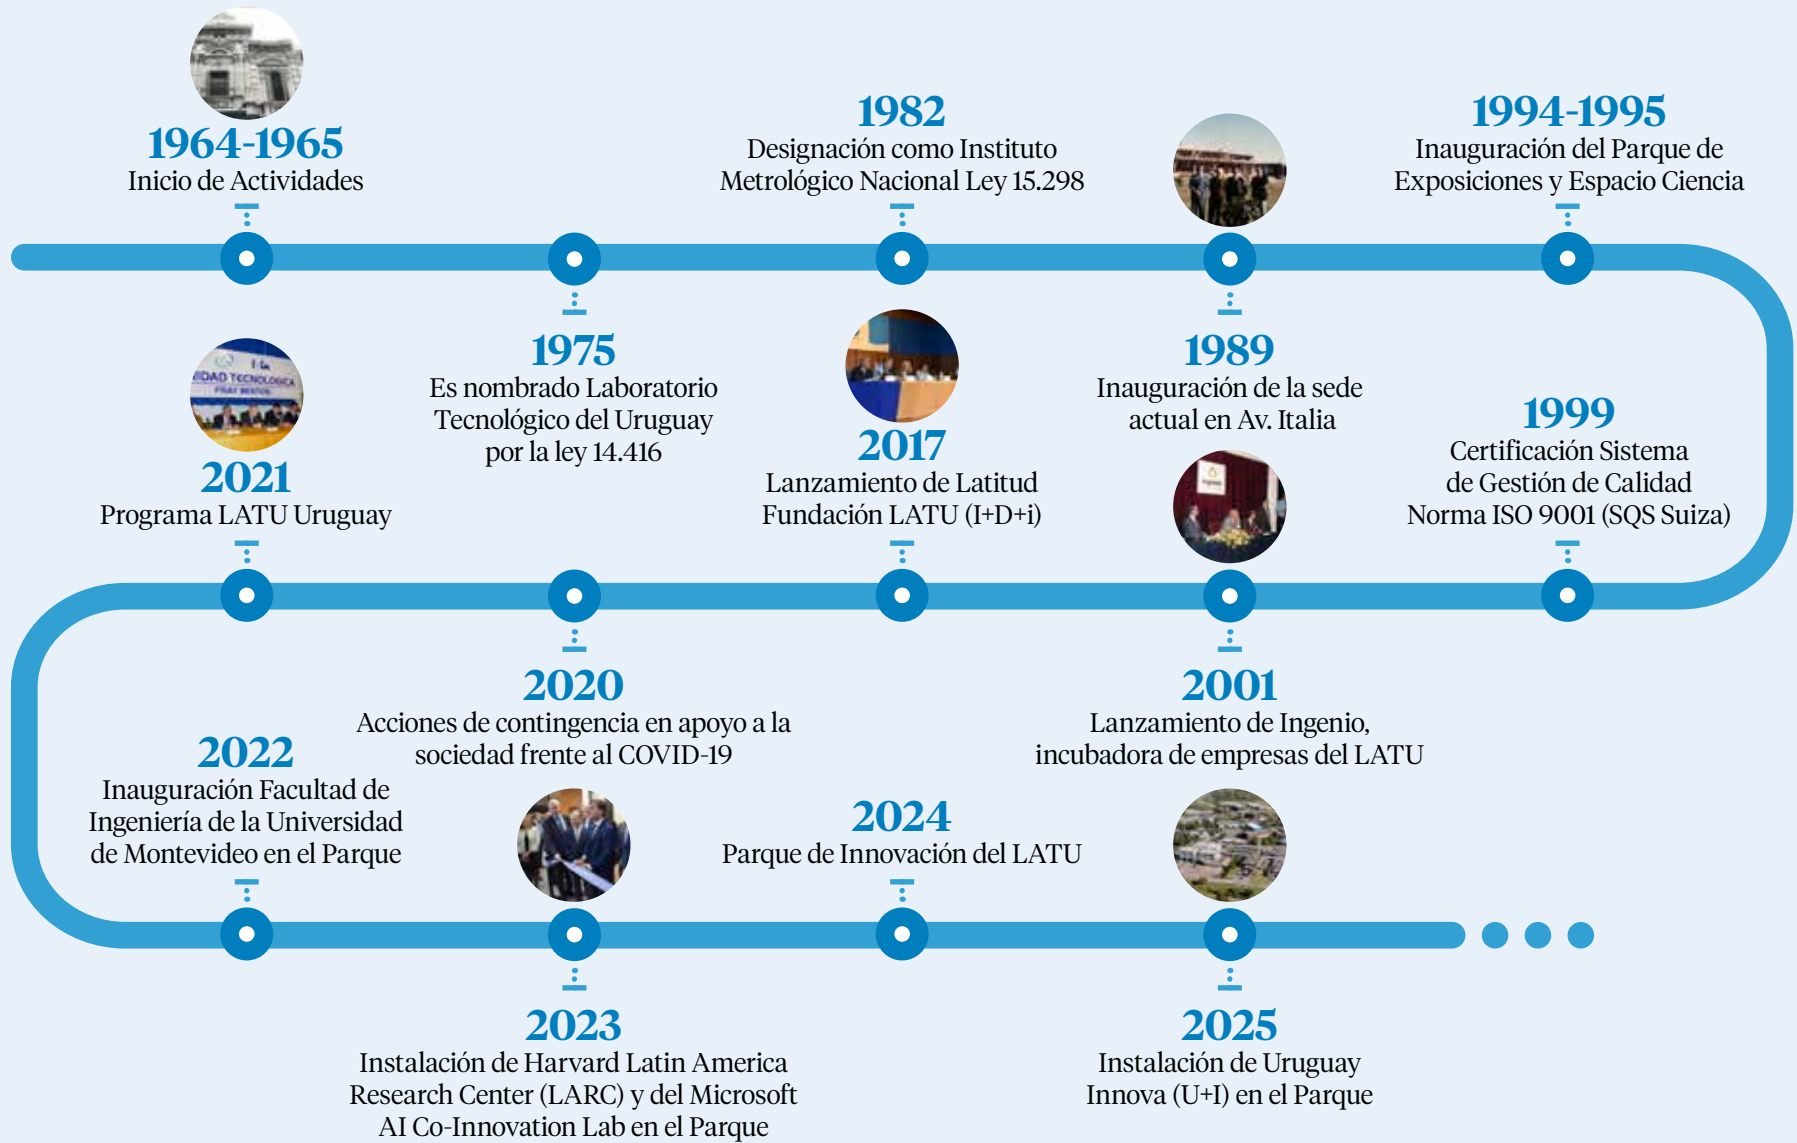 1964-1965
Inicio de Actividades
1975
Es nombrado Laboratorio
Tecnológico del Uruguay
por la ley 14.416
1982
Designación como Instituto
Metrológico Nacional Ley 15.298
1989
Inauguración de la sede
actual en Av. Italia
1994-1995
Inauguración del Parque de
Exposiciones y Espacio Ciencia
1999
Certificación Sistema
de Gestión de Calidad
Norma ISO 9001 (SQS Suiza)
2001
Lanzamiento de Ingenio,
incubadora de empresas del LATU
2017
Lanzamiento de Latitud
Fundación LATU (I+D+i)
2020
Acciones de contingencia en apoyo a la
sociedad frente al COVID-19
IDAD TECNOLÓGICA
FRAY BENTOS
2021
Programa LATU Uruguay
2022
Inauguración Facultad de
Ingeniería de la Universidad
de Montevideo en el Parque
2023
Instalación de Harvard Latin America
Research Center (LARC) y del Microsoft
AI Co-Innovation Lab en el Parque
2024
Parque de Innovación del LATU
2025
Instalación de Uruguay
Innova (U+I) en el Parque